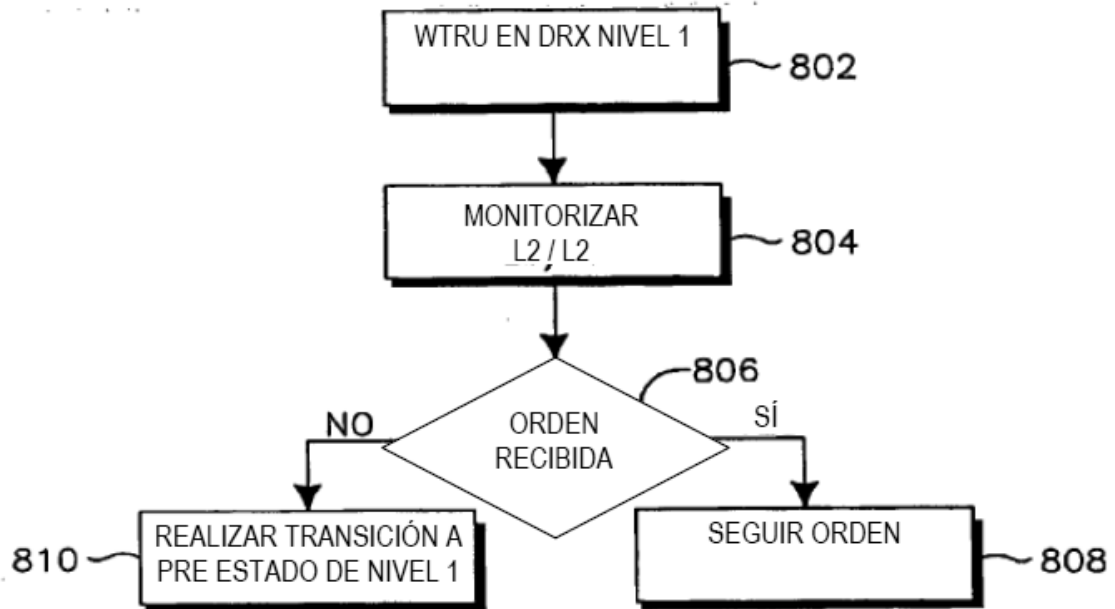 WTRU EN DRX NIVEL 1
802
MONITORIZAR
L2 / L2
804
806
ORDEN
RECIBIDA
NO
SÍ
REALIZAR TRANSICIÓN A
PRE ESTADO DE NIVEL 1
810
SEGUIR ORDEN
808